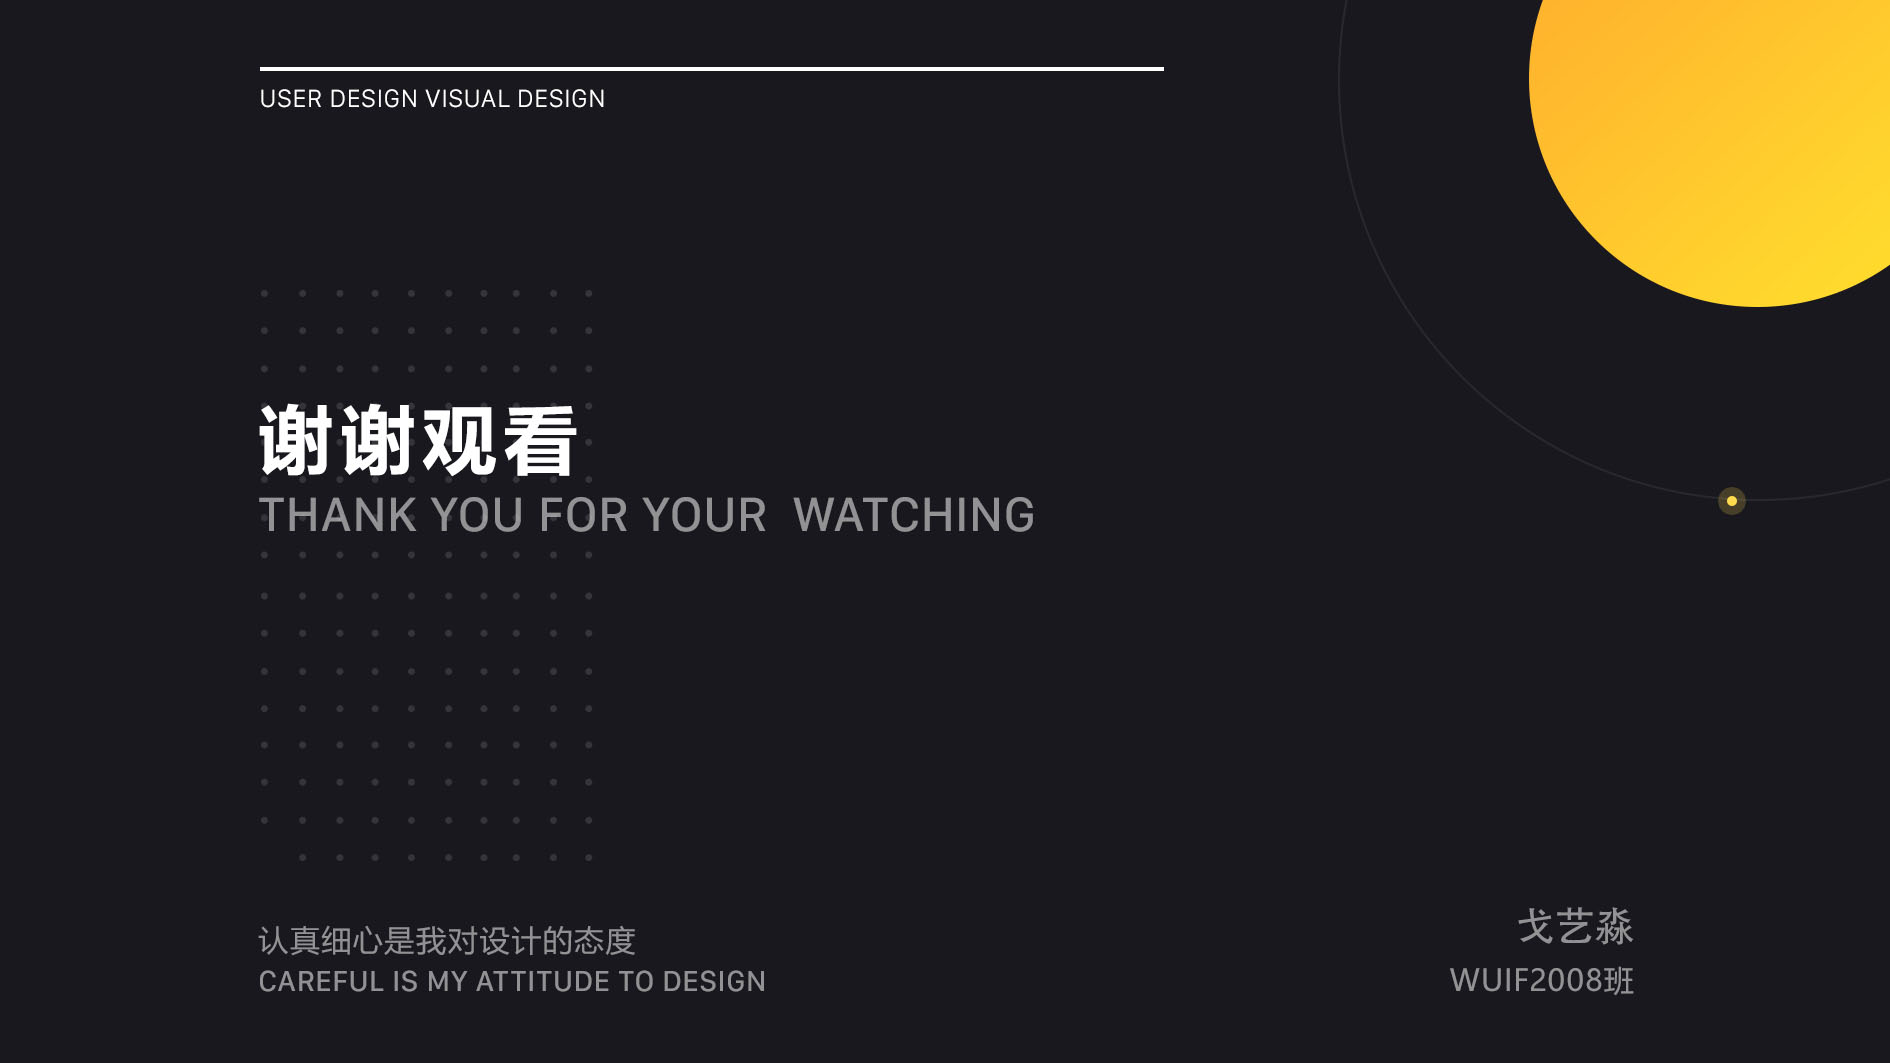 USER DESIGN VISUAL DESIGN
谢谢观看
THANK YOU FOR YOUR  WATCHING
认真细心是我对设计的态度
CAREFUL IS MY ATTITUDE TO DESIGN
戈艺淼
WUIF2008班